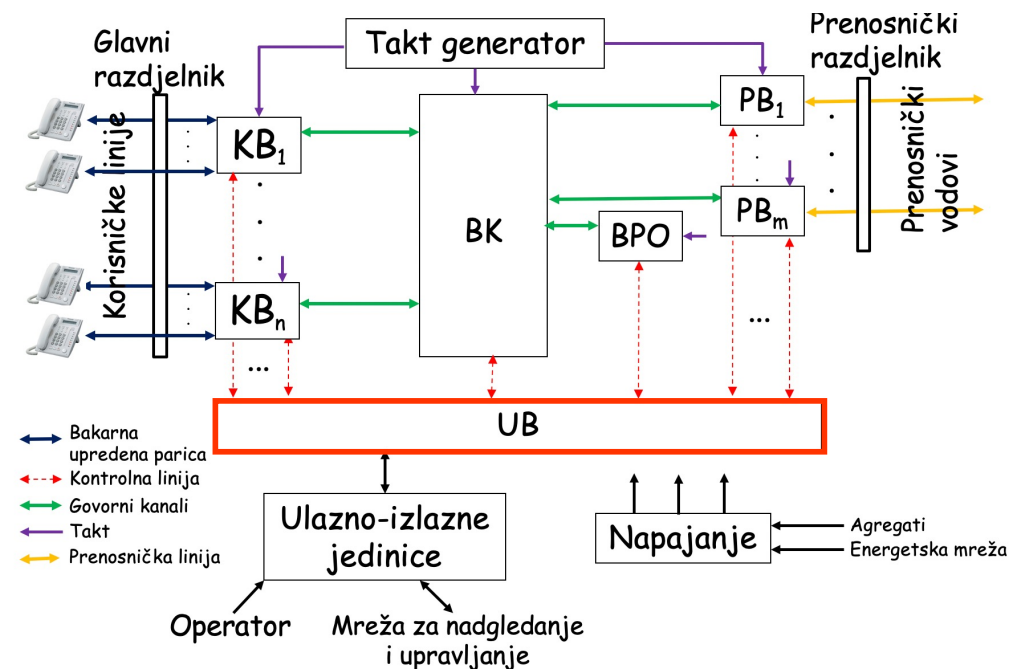 Glavni
razdjelnik
Takt generator
Prenosnički
razdjelnik
Korisničke linije
KB1
.
.
.
KBn
...
BK
PB1
PBm
BPO
...
Prenosnički
vodovi
UB
Bakarna
upredena parica
Kontrolna linija
Govorni kanali
Takt
Prenosnička linija
Ulazno-izlazne
jedinice
Operator
Mreža za nadgledanje
i upravljanje
Napajanje
Agregati
Energetska mreža